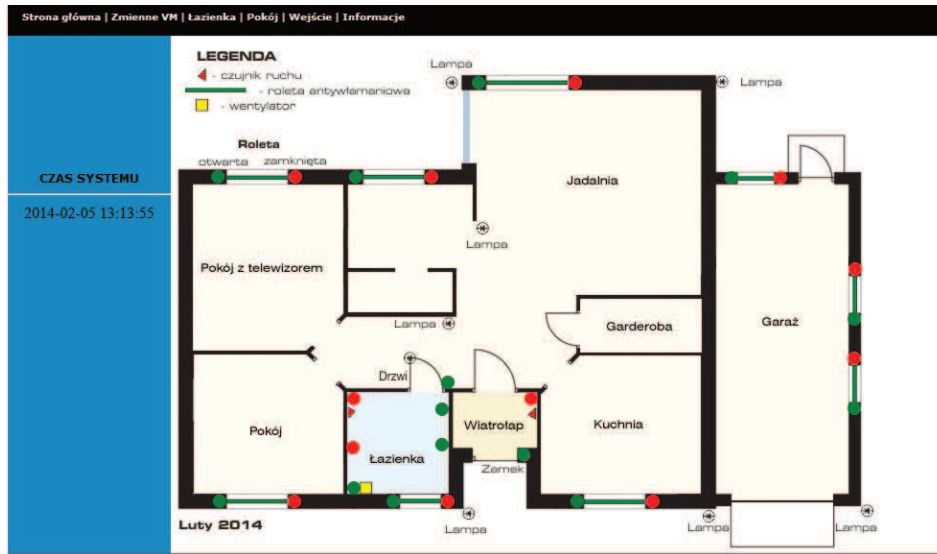 Strona główna | Zmienne VM | Łazienka | Pokój | Wejście | Informacje
LEGENDA
- czujnik ruchu
- roleta antywłamaniowa
- wentylator
Lampa
Lampa
Roleta
otwarta zamknięta
CZAS SYSTEMU
2014-02-05 13:13:55
Jadalnia
Lampa
Pokój z telewizorem
Lampa
Garderoba
Garaż
Drzwi
Pokój
Wiatrołap
Kuchnia
Łazienka
Zamek
Luty 2014
Lampa
Lampa
Lampa